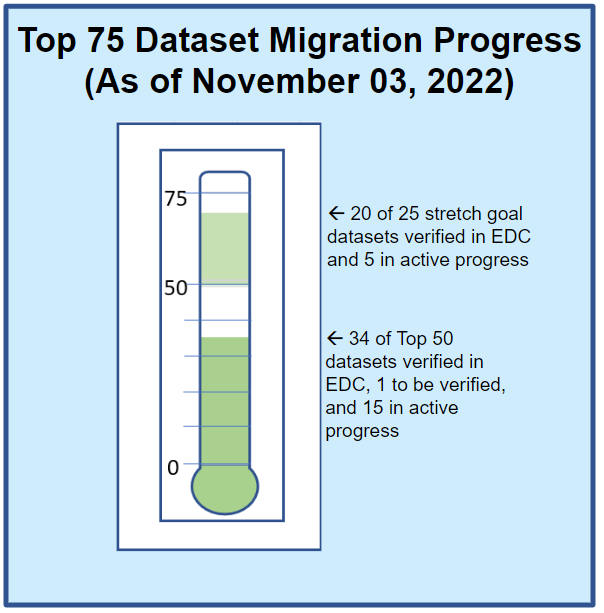 Top 75 Dataset Migration Progress
(As of November 03, 2022)
75
← 20 of 25 stretch goal
datasets verified in EDC
and 5 in active progress
50
← 34 of Top 50
datasets verified in
EDC, 1 to be verified,
and 15 in active
progress
0